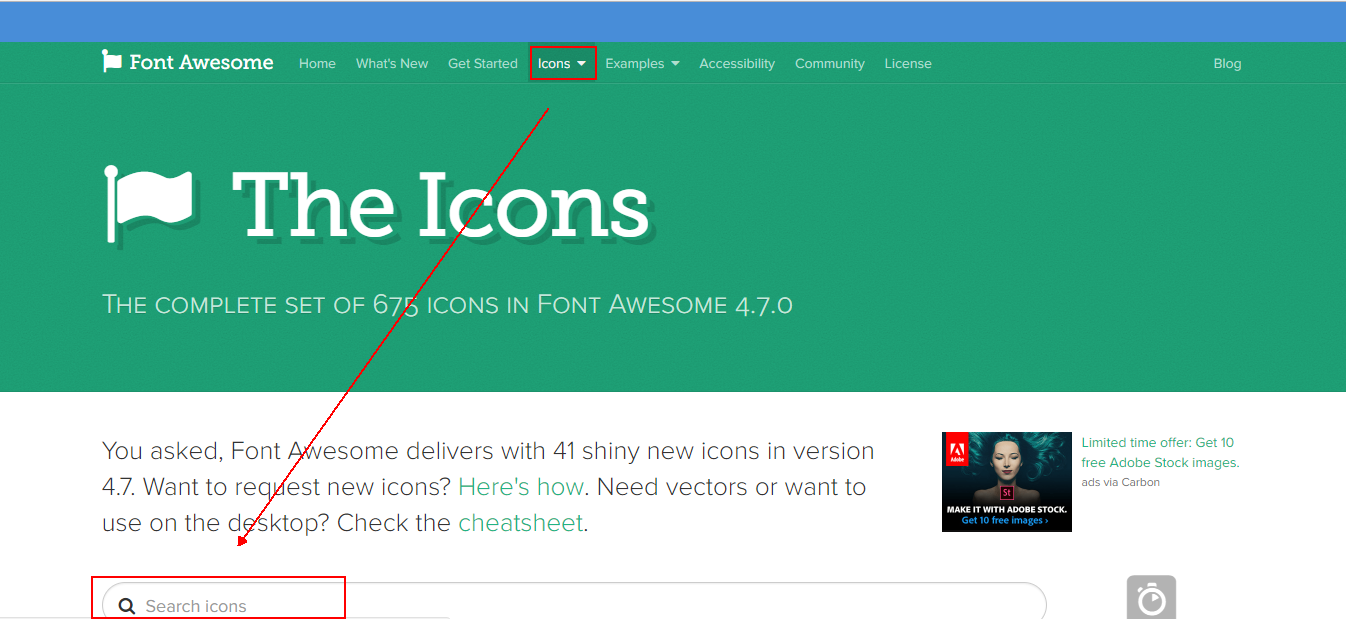 Font Awesome Home What's New Get Started Icons Examples Accessibility Community License Blog
The Icons
The complete set of 675 icons in Font Awesome 4.7.0
You asked, Font Awesome delivers with 41 shiny new icons in version
4.7. Want to request new icons? Here's how. Need vectors or want to
use on the desktop? Check the cheatsheet.
Adobe
St
MAKE IT WITH ADOBE STOCK.
Get 10 free images ›
Limited time offer: Get 10
free Adobe Stock images.
ads via Carbon
Search icons